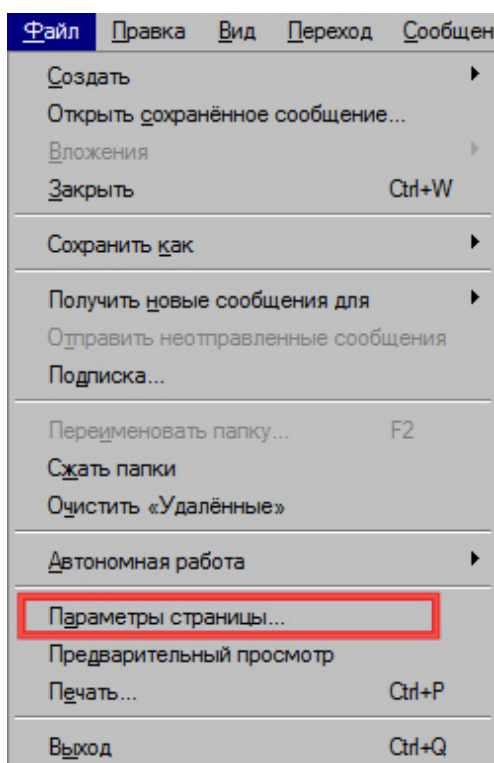 Файл Правка Вид Переход Сообщен
Создать
Открыть сохранённое сообщение...
Вложения
Закрыть Ctrl+W
Сохранить как
Получить новые сообщения для
Отправить неотправленные сообщения
Подписка...
Переименовать папку... F2
Сжать папки
Очистить «Удалённые»
Автономная работа
Параметры страницы...
Предварительный просмотр
Печать... Ctrl+P
Выход Ctrl+Q